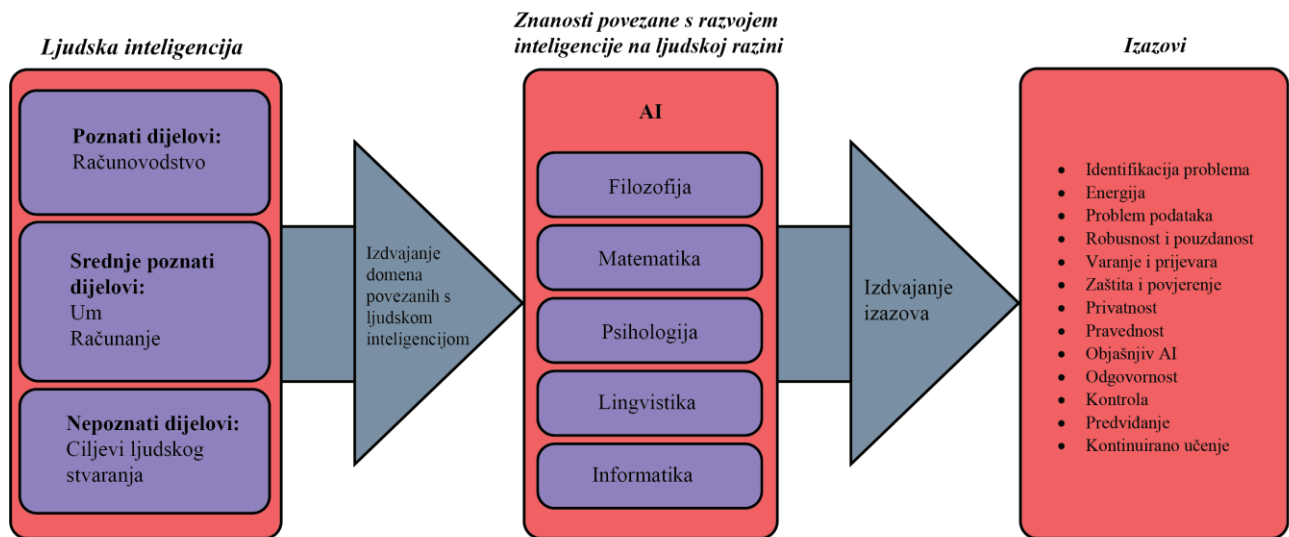 Ljudska inteligencija
Poznati dijelovi:
Računovodstvo
Srednje poznati
dijelovi:
Um
Računanje
Nepoznati dijelovi:
Ciljevi ljudskog
stvaranja
Izdvajanje
domena
povezanih s
ljudskom
inteligencijom
Znanosti povezane s razvojem
inteligencije na ljudskoj razini
AI
Filozofija
Matematika
Psihologija
Lingvistika
Informatika
Izdvajanje
izazova
Izazovi
• Identifikacija problema
• Energija
• Problem podataka
• Robusnost i pouzdanost
• Varanje i prijevara
• Zaštita i povjerenje
• Privatnost
• Pravednost
• Objašnjiv AI
• Odgovornost
• Kontrola
• Predviđanje
• Kontinuirano učenje